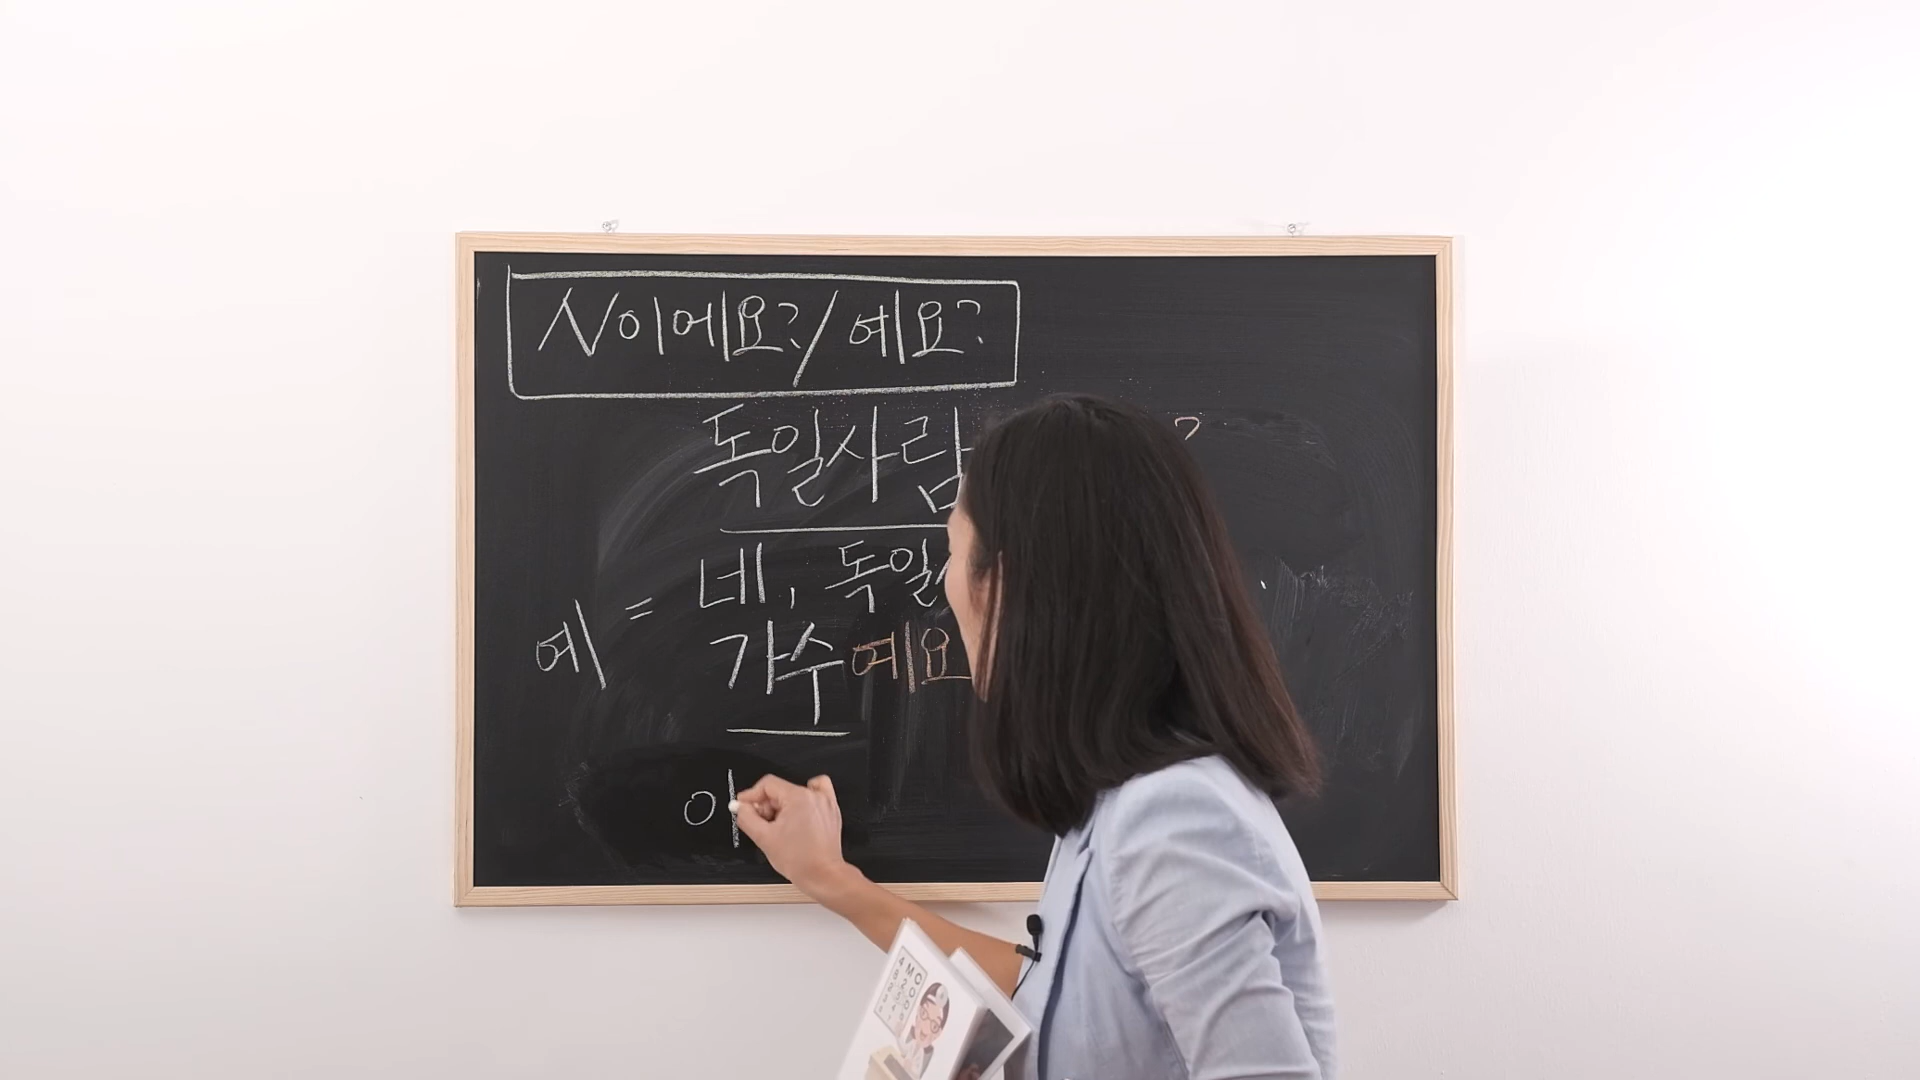 N이에요?/예요?
독일사람
?
네, 독일
예 =
가수예요
이